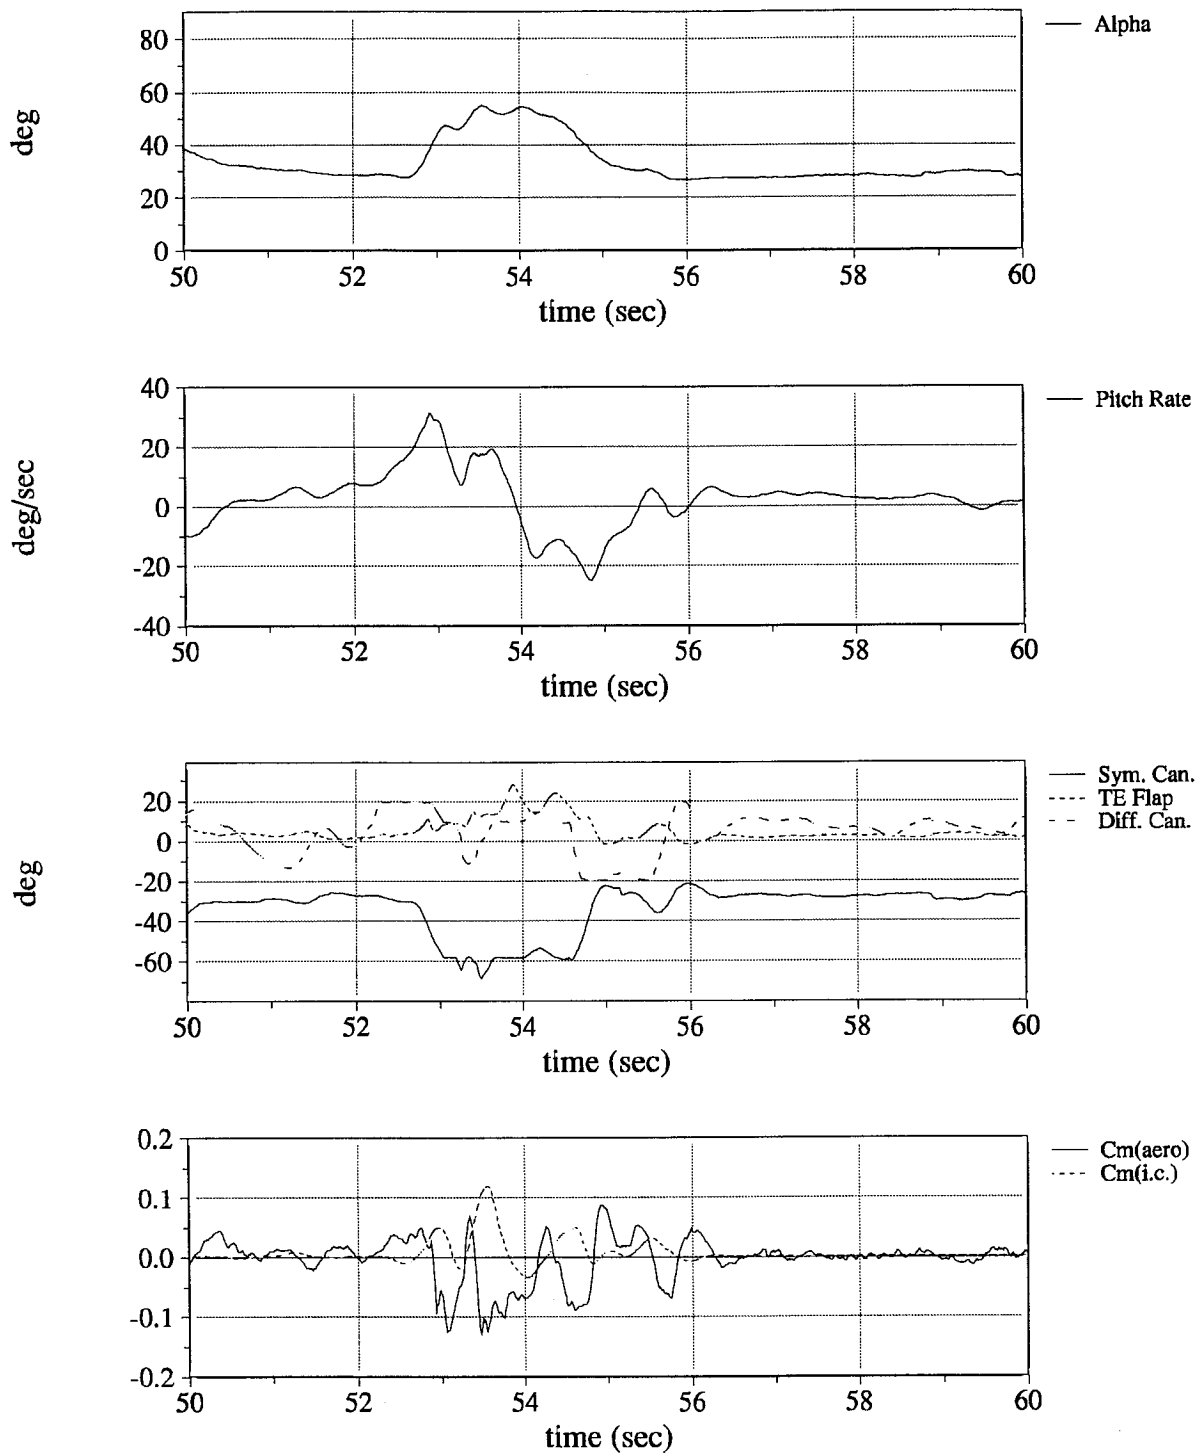 80
60
40
20
0
deg
50 52 54 56 58 60
time (sec)
Alpha
40
20
0
-20
-40
deg/sec
50 52 54 56 58 60
time (sec)
Pitch Rate
20
0
-20
-40
-60
deg
50 52 54 56 58 60
time (sec)
Sym. Can.
TE Flap
Diff. Can.
0.2
0.1
0.0
-0.1
-0.2
50 52 54 56 58 60
time (sec)
Cm(aero)
Cm(i.c.)